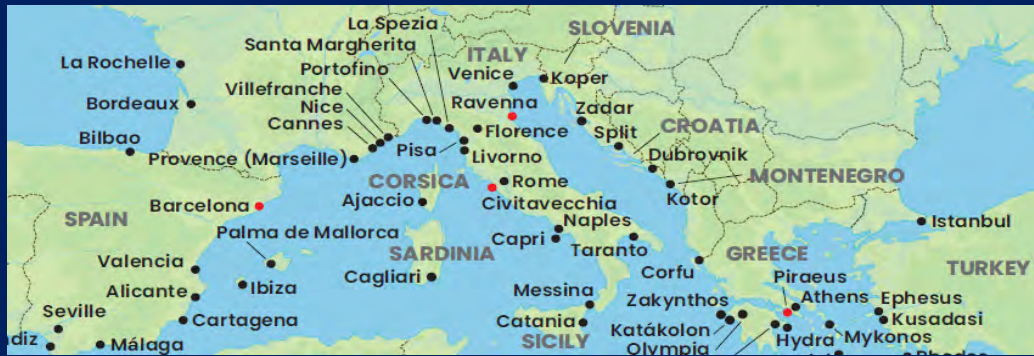 La Spezia
SLOVENIA
Santa Margherita
ITALY
La Rochelle
Portofino
Venice
Koper
Villefranche
Bordeaux
Nice
Ravenna
Zadar
Cannes
Florence
Split
CROATIA
Bilbao
Pisa
Provence (Marseille)
Livorno
Dubrovnik
CORSICA
Rome
MONTENEGRO
Barcelona
Ajaccio
Civitavecchia
Kotor
SPAIN
Naples
Istanbul
Palma de Mallorca
Capri
Taranto
SARDINIA
GREECE
Valencia
Cagliari
Corfu
TURKEY
Piraeus
Alicante
Ibiza
Messina
Zakynthos
Athens
Ephesus
Seville
Cartagena
Catania
Katákolon
Kusadasi
diz
Málaga
SICILY
Olympia
Hydra
Mykonos
Rhodes